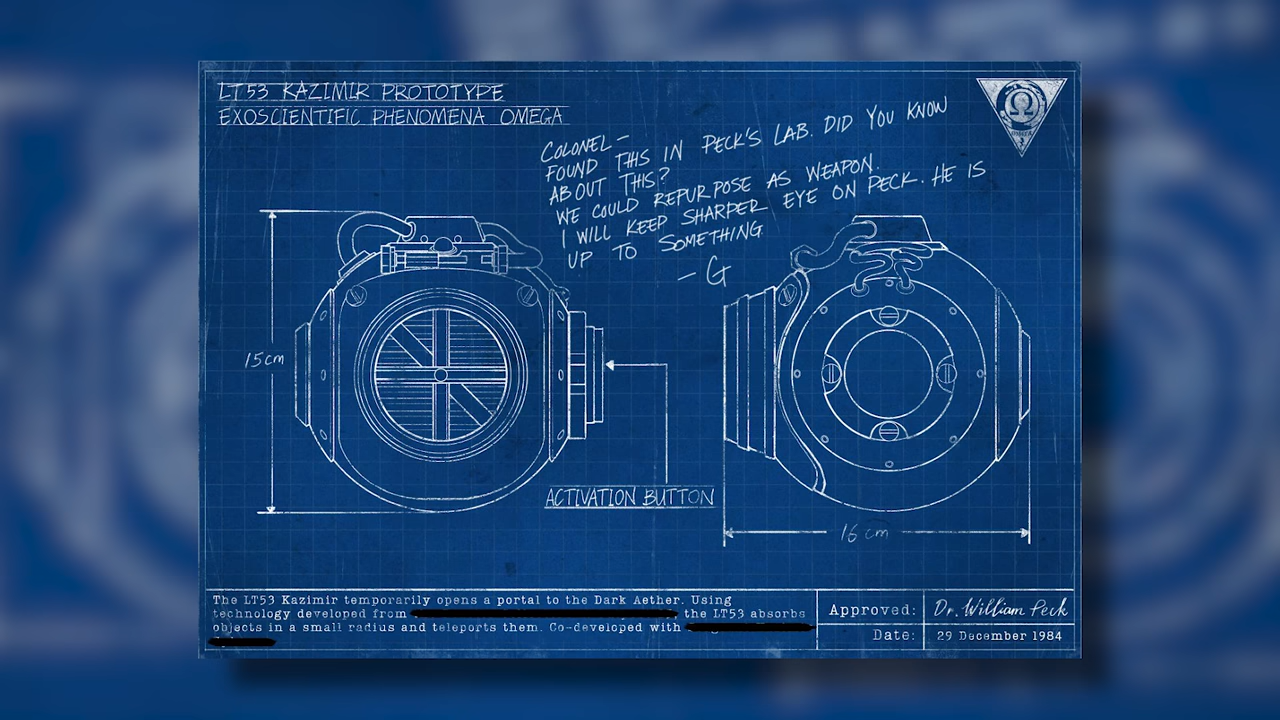 LT53 KAZIMIR PROTOTYPE
EXOSCIENTIFIC PHENOMENA OMEGA
COLONEL –
FOUND THIS IN PECK'S LAB. DID YOU KNOW
ABOUT THIS?
WE COULD REPURPOSE AS WEAPON.
I WILL KEEP SHARPER EYE ON PECK. HE IS
UP TO SOMETHING
– G
Ω
OMEGA
15cm
ACTIVATION BUTTON
16 cm
The LT53 Kazimir temporarily opens a portal to the Dark Aether. Using
technology developed from the LT53 absorbs
objects in a small radius and teleports them. Co-developed with
Approved: Dr. William Peck
Date: 29 December 1984